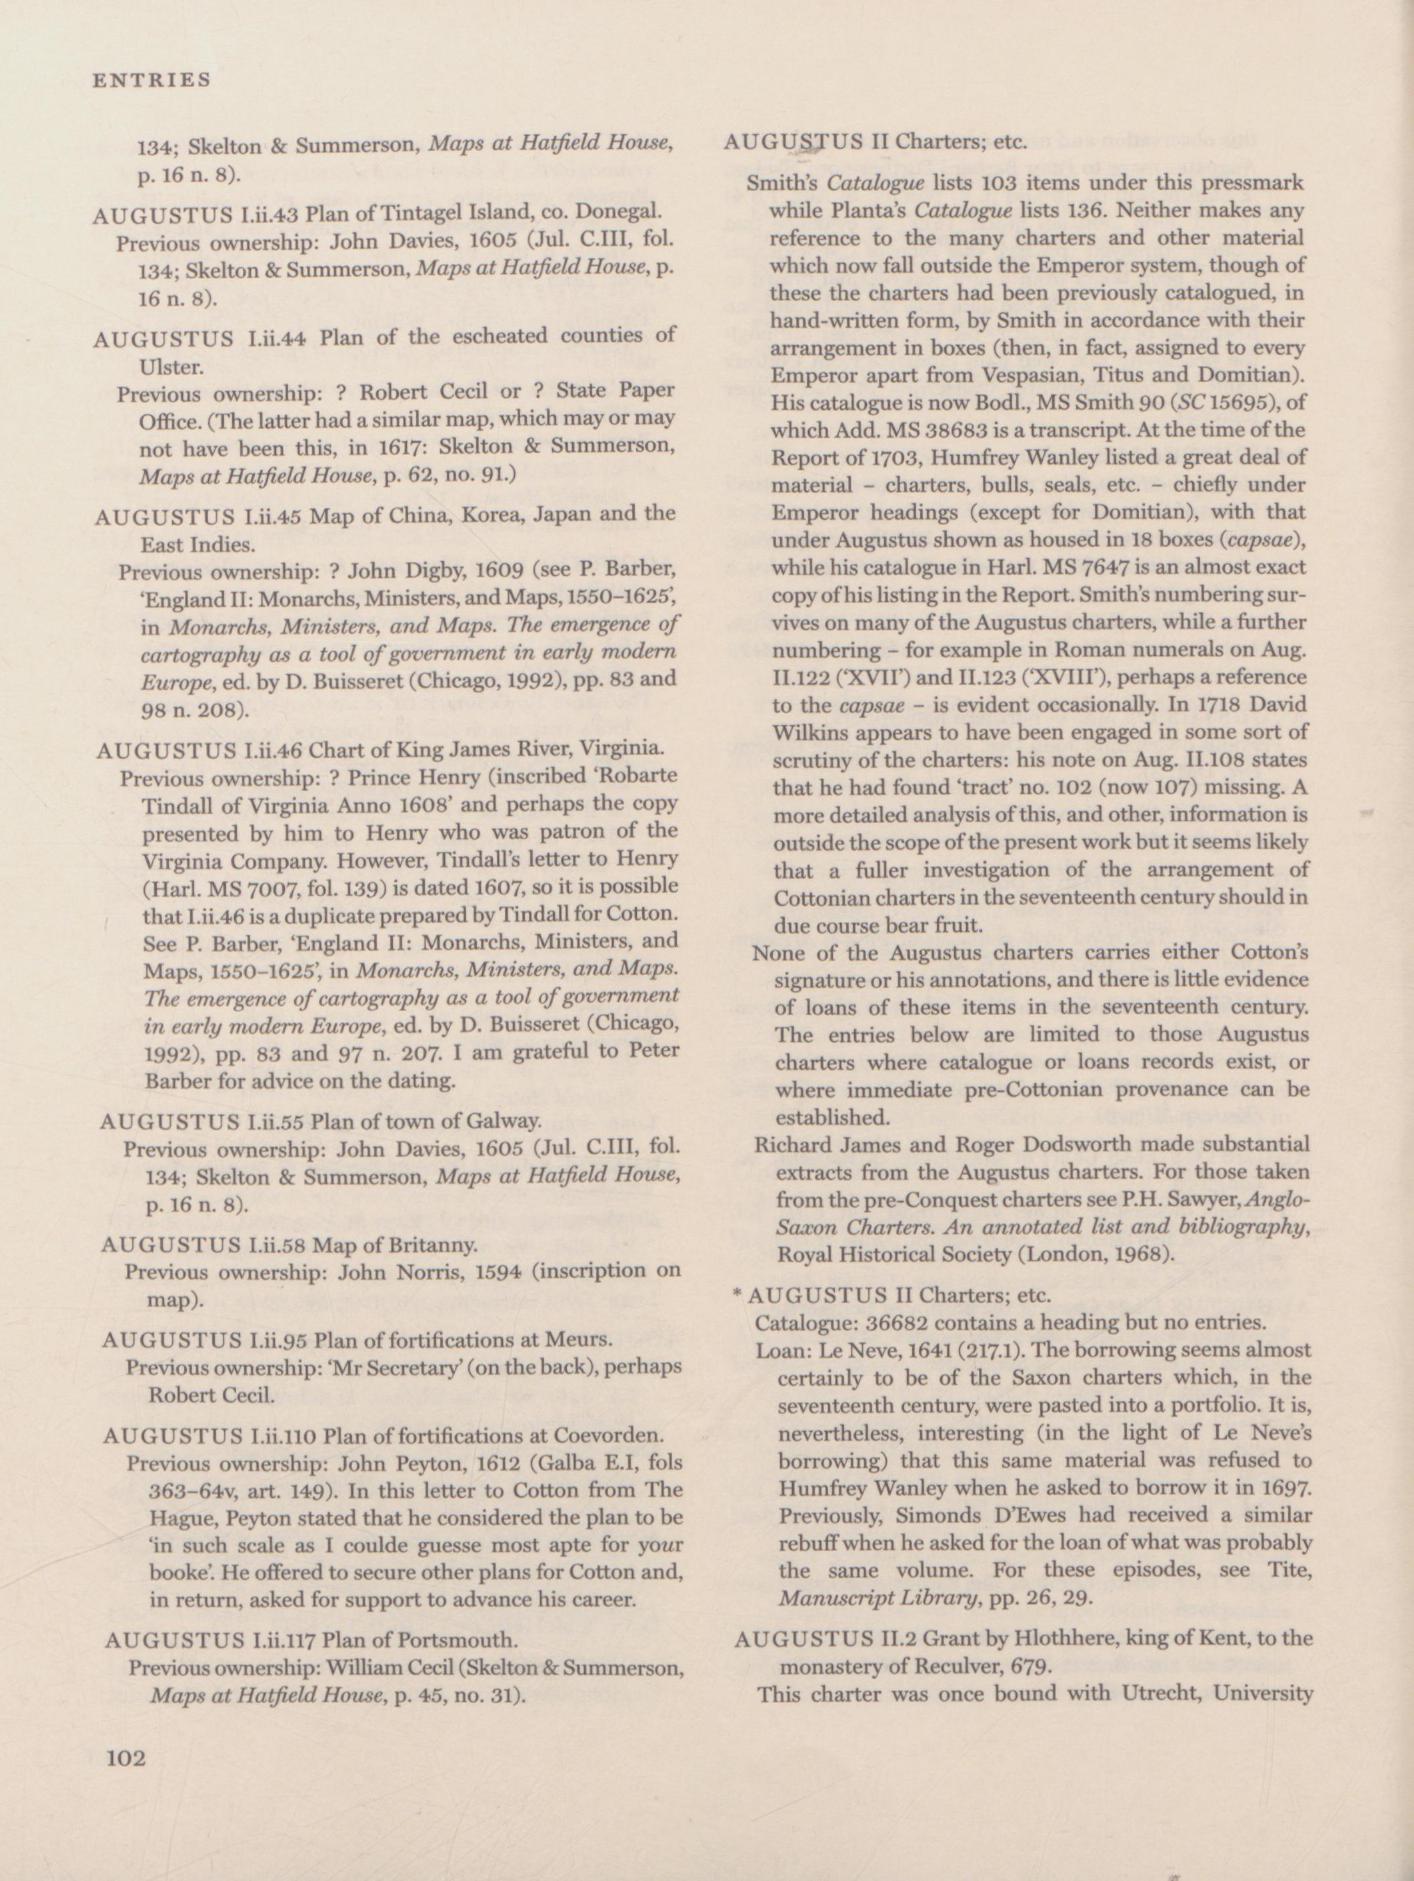 ENTRIES
134; Skelton & Summerson, Maps at Hatfield House,
p. 16 n. 8).
AUGUSTUS I.ii.43 Plan of Tintagel Island, co. Donegal.
Previous ownership: John Davies, 1605 (Jul. C.III, fol.
134; Skelton & Summerson, Maps at Hatfield House, p.
16 n. 8).
AUGUSTUS I.ii.44 Plan of the escheated counties of
Ulster.
Previous ownership: ? Robert Cecil or ? State Paper
Office. (The latter had a similar map, which may or may
not have been this, in 1617: Skelton & Summerson,
Maps at Hatfield House, p. 62, no. 91.)
AUGUSTUS I.ii.45 Map of China, Korea, Japan and the
East Indies.
Previous ownership: ? John Digby, 1609 (see P. Barber,
‘England II: Monarchs, Ministers, and Maps, 1550–1625’,
in Monarchs, Ministers, and Maps. The emergence of
cartography as a tool of government in early modern
Europe, ed. by D. Buisseret (Chicago, 1992), pp. 83 and
98 n. 208).
AUGUSTUS I.ii.46 Chart of King James River, Virginia.
Previous ownership: ? Prince Henry (inscribed ‘Robarte
Tindall of Virginia Anno 1608’ and perhaps the copy
presented by him to Henry who was patron of the
Virginia Company. However, Tindall’s letter to Henry
(Harl. MS 7007, fol. 139) is dated 1607, so it is possible
that I.ii.46 is a duplicate prepared by Tindall for Cotton.
See P. Barber, ‘England II: Monarchs, Ministers, and
Maps, 1550–1625’, in Monarchs, Ministers, and Maps.
The emergence of cartography as a tool of government
in early modern Europe, ed. by D. Buisseret (Chicago,
1992), pp. 83 and 97 n. 207. I am grateful to Peter
Barber for advice on the dating.
AUGUSTUS I.ii.55 Plan of town of Galway.
Previous ownership: John Davies, 1605 (Jul. C.III, fol.
134; Skelton & Summerson, Maps at Hatfield House,
p. 16 n. 8).
AUGUSTUS I.ii.58 Map of Britanny.
Previous ownership: John Norris, 1594 (inscription on
map).
AUGUSTUS I.ii.95 Plan of fortifications at Meurs.
Previous ownership: ‘Mr Secretary’ (on the back), perhaps
Robert Cecil.
AUGUSTUS I.ii.110 Plan of fortifications at Coevorden.
Previous ownership: John Peyton, 1612 (Galba E.I, fols
363–64v, art. 149). In this letter to Cotton from The
Hague, Peyton stated that he considered the plan to be
‘in such scale as I coulde guesse most apte for your
booke’. He offered to secure other plans for Cotton and,
in return, asked for support to advance his career.
AUGUSTUS I.ii.117 Plan of Portsmouth.
Previous ownership: William Cecil (Skelton & Summerson,
Maps at Hatfield House, p. 45, no. 31).
102
AUGUSTUS II Charters; etc.
Smith’s Catalogue lists 103 items under this pressmark
while Planta’s Catalogue lists 136. Neither makes any
reference to the many charters and other material
which now fall outside the Emperor system, though of
these the charters had been previously catalogued, in
hand-written form, by Smith in accordance with their
arrangement in boxes (then, in fact, assigned to every
Emperor apart from Vespasian, Titus and Domitian).
His catalogue is now Bodl., MS Smith 90 (SC 15695), of
which Add. MS 38683 is a transcript. At the time of the
Report of 1703, Humfrey Wanley listed a great deal of
material – charters, bulls, seals, etc. – chiefly under
Emperor headings (except for Domitian), with that
under Augustus shown as housed in 18 boxes (capsae),
while his catalogue in Harl. MS 7647 is an almost exact
copy of his listing in the Report. Smith’s numbering sur-
vives on many of the Augustus charters, while a further
numbering – for example in Roman numerals on Aug.
II.122 (‘XVII’) and II.123 (‘XVIII’), perhaps a reference
to the capsae – is evident occasionally. In 1718 David
Wilkins appears to have been engaged in some sort of
scrutiny of the charters: his note on Aug. II.108 states
that he had found ‘tract’ no. 102 (now 107) missing. A
more detailed analysis of this, and other, information is
outside the scope of the present work but it seems likely
that a fuller investigation of the arrangement of
Cottonian charters in the seventeenth century should in
due course bear fruit.
None of the Augustus charters carries either Cotton’s
signature or his annotations, and there is little evidence
of loans of these items in the seventeenth century.
The entries below are limited to those Augustus
charters where catalogue or loans records exist, or
where immediate pre-Cottonian provenance can be
established.
Richard James and Roger Dodsworth made substantial
extracts from the Augustus charters. For those taken
from the pre-Conquest charters see P.H. Sawyer, Anglo-
Saxon Charters. An annotated list and bibliography,
Royal Historical Society (London, 1968).
* AUGUSTUS II Charters; etc.
Catalogue: 36682 contains a heading but no entries.
Loan: Le Neve, 1641 (217.1). The borrowing seems almost
certainly to be of the Saxon charters which, in the
seventeenth century, were pasted into a portfolio. It is,
nevertheless, interesting (in the light of Le Neve’s
borrowing) that this same material was refused to
Humfrey Wanley when he asked to borrow it in 1697.
Previously, Simonds D’Ewes had received a similar
rebuff when he asked for the loan of what was probably
the same volume. For these episodes, see Tite,
Manuscript Library, pp. 26, 29.
AUGUSTUS II.2 Grant by Hlothhere, king of Kent, to the
monastery of Reculver, 679.
This charter was once bound with Utrecht, University